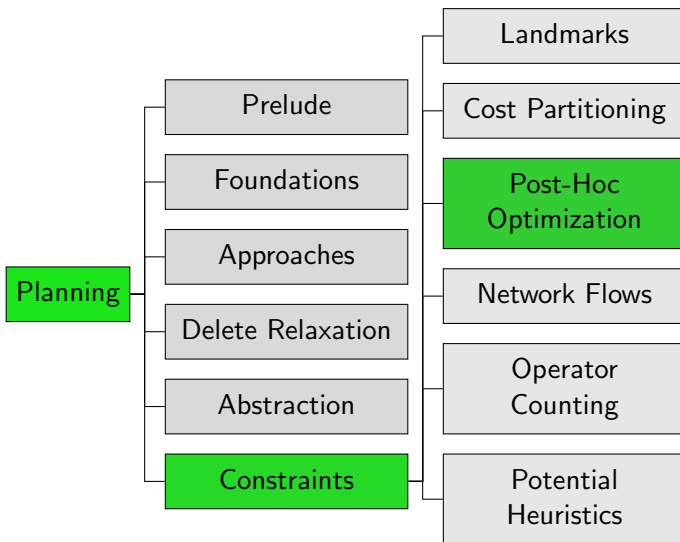 Planning
Prelude
Foundations
Approaches
Delete Relaxation
Abstraction
Constraints
Landmarks
Cost Partitioning
Post-Hoc
Optimization
Network Flows
Operator
Counting
Potential
Heuristics